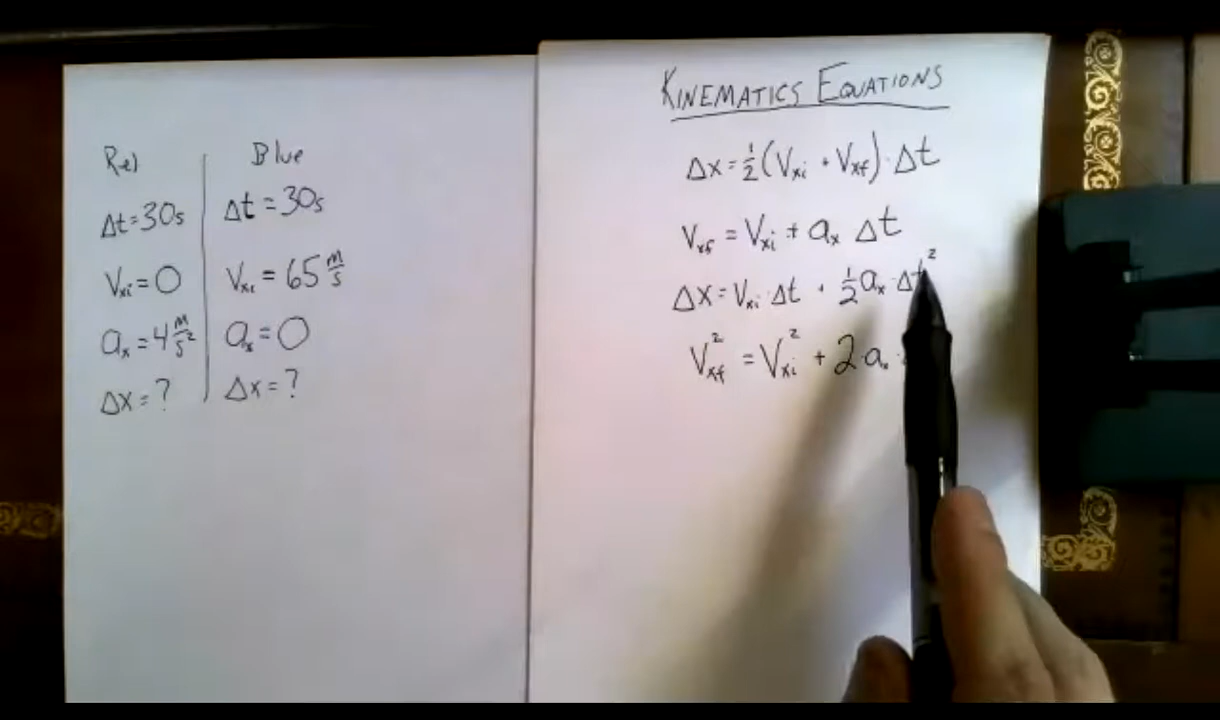 Red Blue
Δt=30s Δt=30s
Vxi=0 Vxi=65 m/s
ax=4 m/s² ax=0
Δx=? Δx=?
KINEMATICS EQUATIONS
Δx=½(Vxi+Vxf)·Δt
Vxf=Vxi+ax Δt
Δx=Vxi·Δt+½ax·Δt²
Vxf²=Vxi²+2·ax·